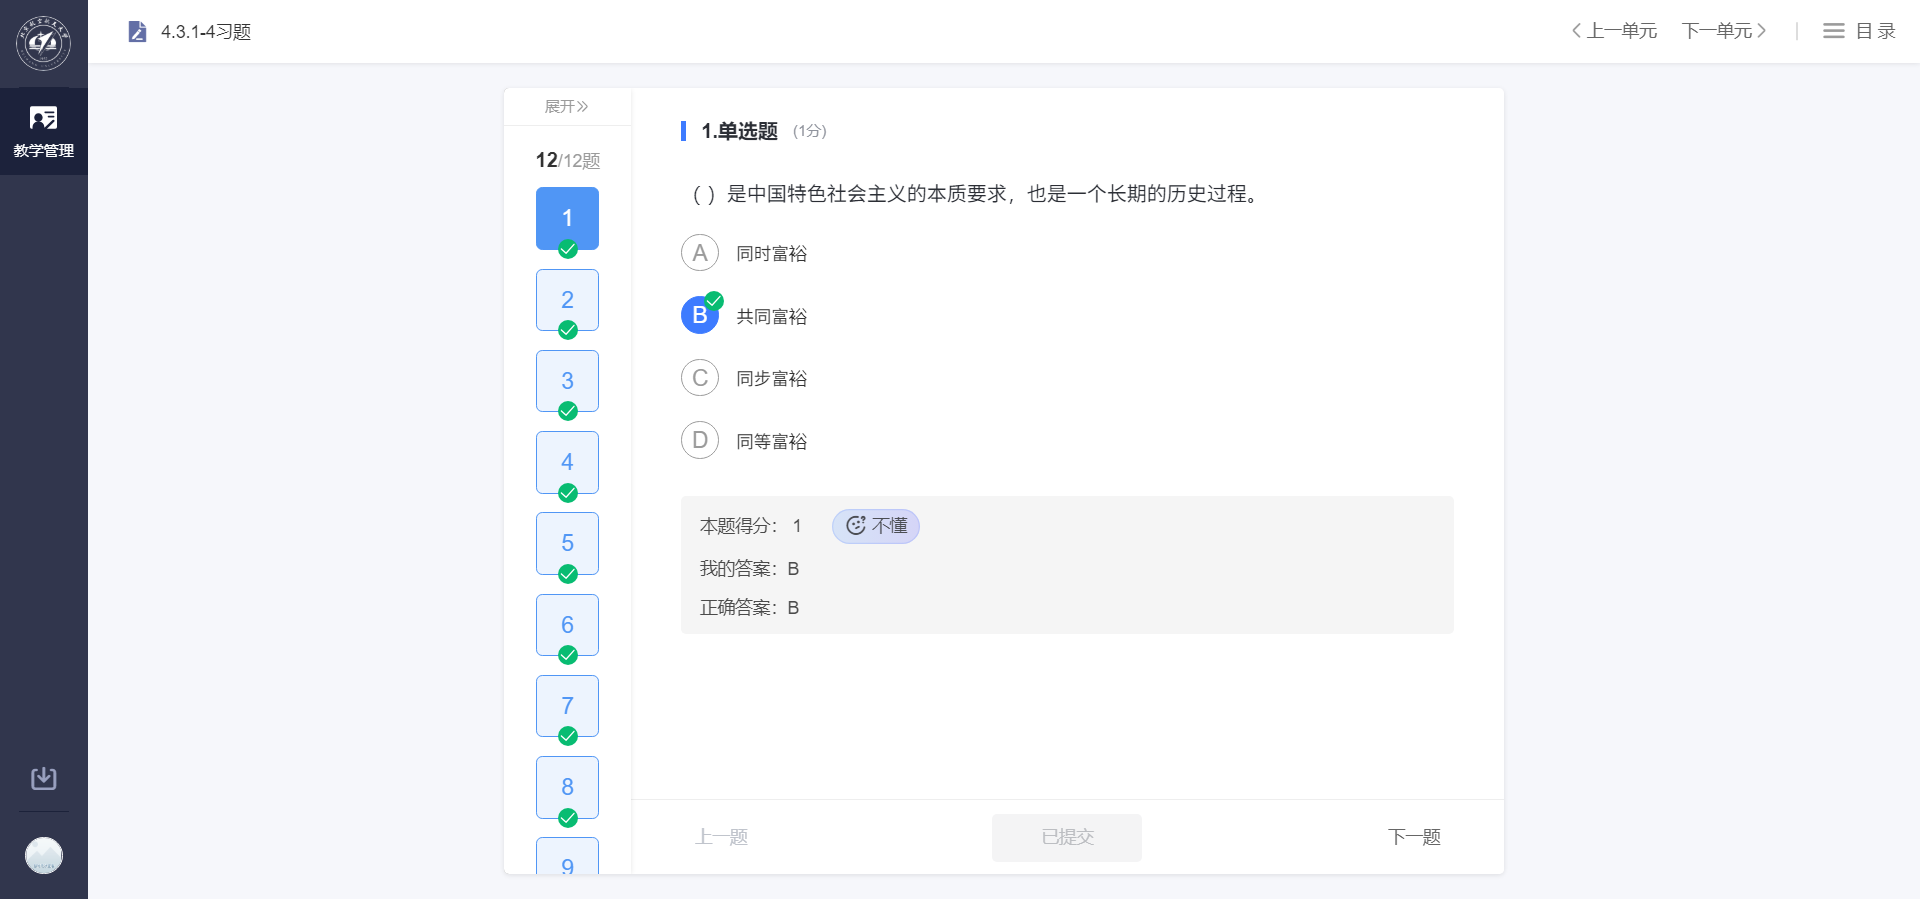 4.3.1-4习题
上一单元
下一单元
目录
教学管理
展开
12/12题
1
2
3
4
5
6
7
8
9
1.单选题 (1分)
( ) 是中国特色社会主义的本质要求，也是一个长期的历史过程。
A 同时富裕
B 共同富裕
C 同步富裕
D 同等富裕
本题得分： 1 不懂
我的答案：B
正确答案：B
上一题
已提交
下一题